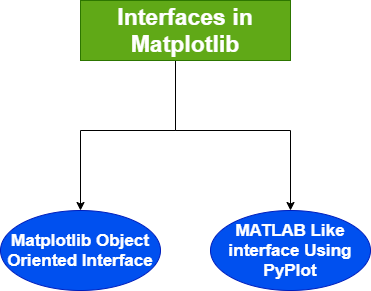 Interfaces in
Matplotlib
Matplotlib Object
Oriented Interface
MATLAB Like
interface Using
PyPlot